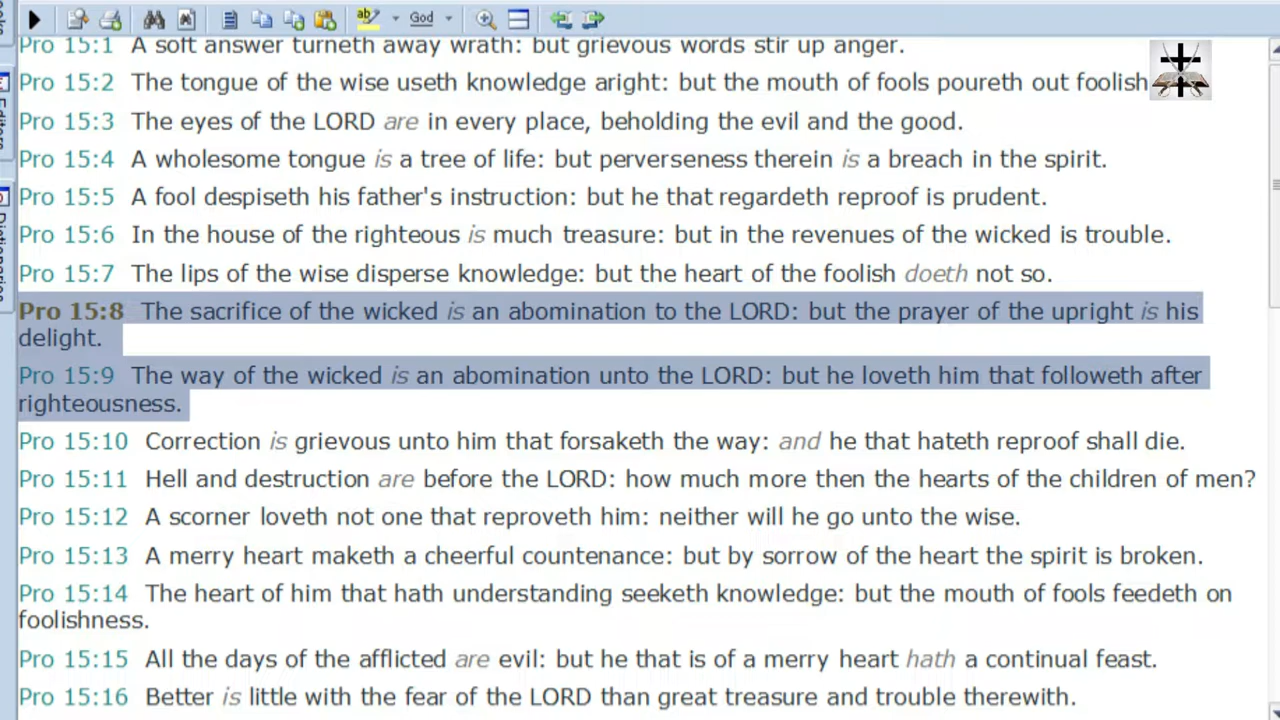 God
Pro 15:1 A soft answer turneth away wrath: but grievous words stir up anger.
Pro 15:2 The tongue of the wise useth knowledge aright: but the mouth of fools poureth out foolish
Pro 15:3 The eyes of the LORD are in every place, beholding the evil and the good.
Pro 15:4 A wholesome tongue is a tree of life: but perverseness therein is a breach in the spirit.
Pro 15:5 A fool despiseth his father's instruction: but he that regardeth reproof is prudent.
Pro 15:6 In the house of the righteous is much treasure: but in the revenues of the wicked is trouble.
Pro 15:7 The lips of the wise disperse knowledge: but the heart of the foolish doeth not so.
Pro 15:8 The sacrifice of the wicked is an abomination to the LORD: but the prayer of the upright is his
delight.
Pro 15:9 The way of the wicked is an abomination unto the LORD: but he loveth him that followeth after
righteousness.
Pro 15:10 Correction is grievous unto him that forsaketh the way: and he that hateth reproof shall die.
Pro 15:11 Hell and destruction are before the LORD: how much more then the hearts of the children of men?
Pro 15:12 A scorner loveth not one that reproveth him: neither will he go unto the wise.
Pro 15:13 A merry heart maketh a cheerful countenance: but by sorrow of the heart the spirit is broken.
Pro 15:14 The heart of him that hath understanding seeketh knowledge: but the mouth of fools feedeth on
foolishness.
Pro 15:15 All the days of the afflicted are evil: but he that is of a merry heart hath a continual feast.
Pro 15:16 Better is little with the fear of the LORD than great treasure and trouble therewith.